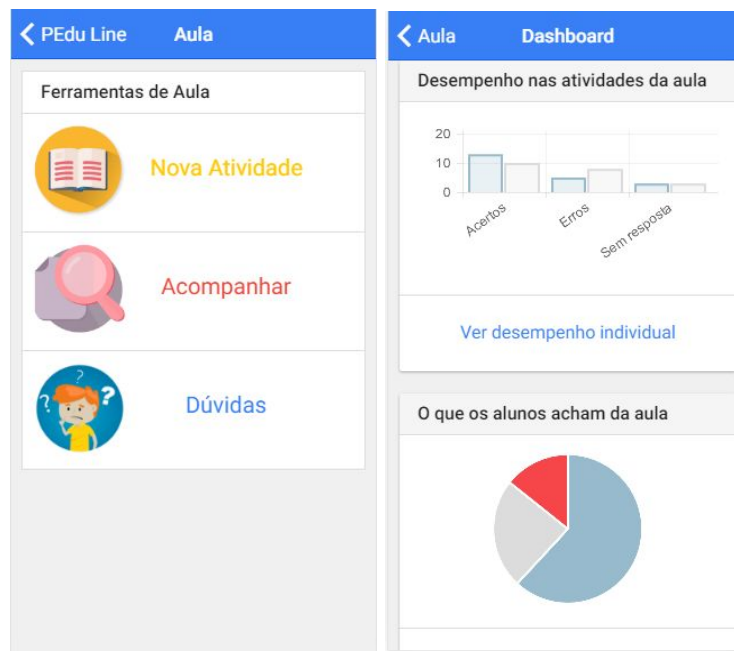 PEdu Line Aula
Ferramentas de Aula
Nova Atividade
Acompanhar
? ? ?
Dúvidas
Aula Dashboard
Desempenho nas atividades da aula
20
10
0
Acertos
Erros
Sem resposta
Ver desempenho individual
O que os alunos acham da aula